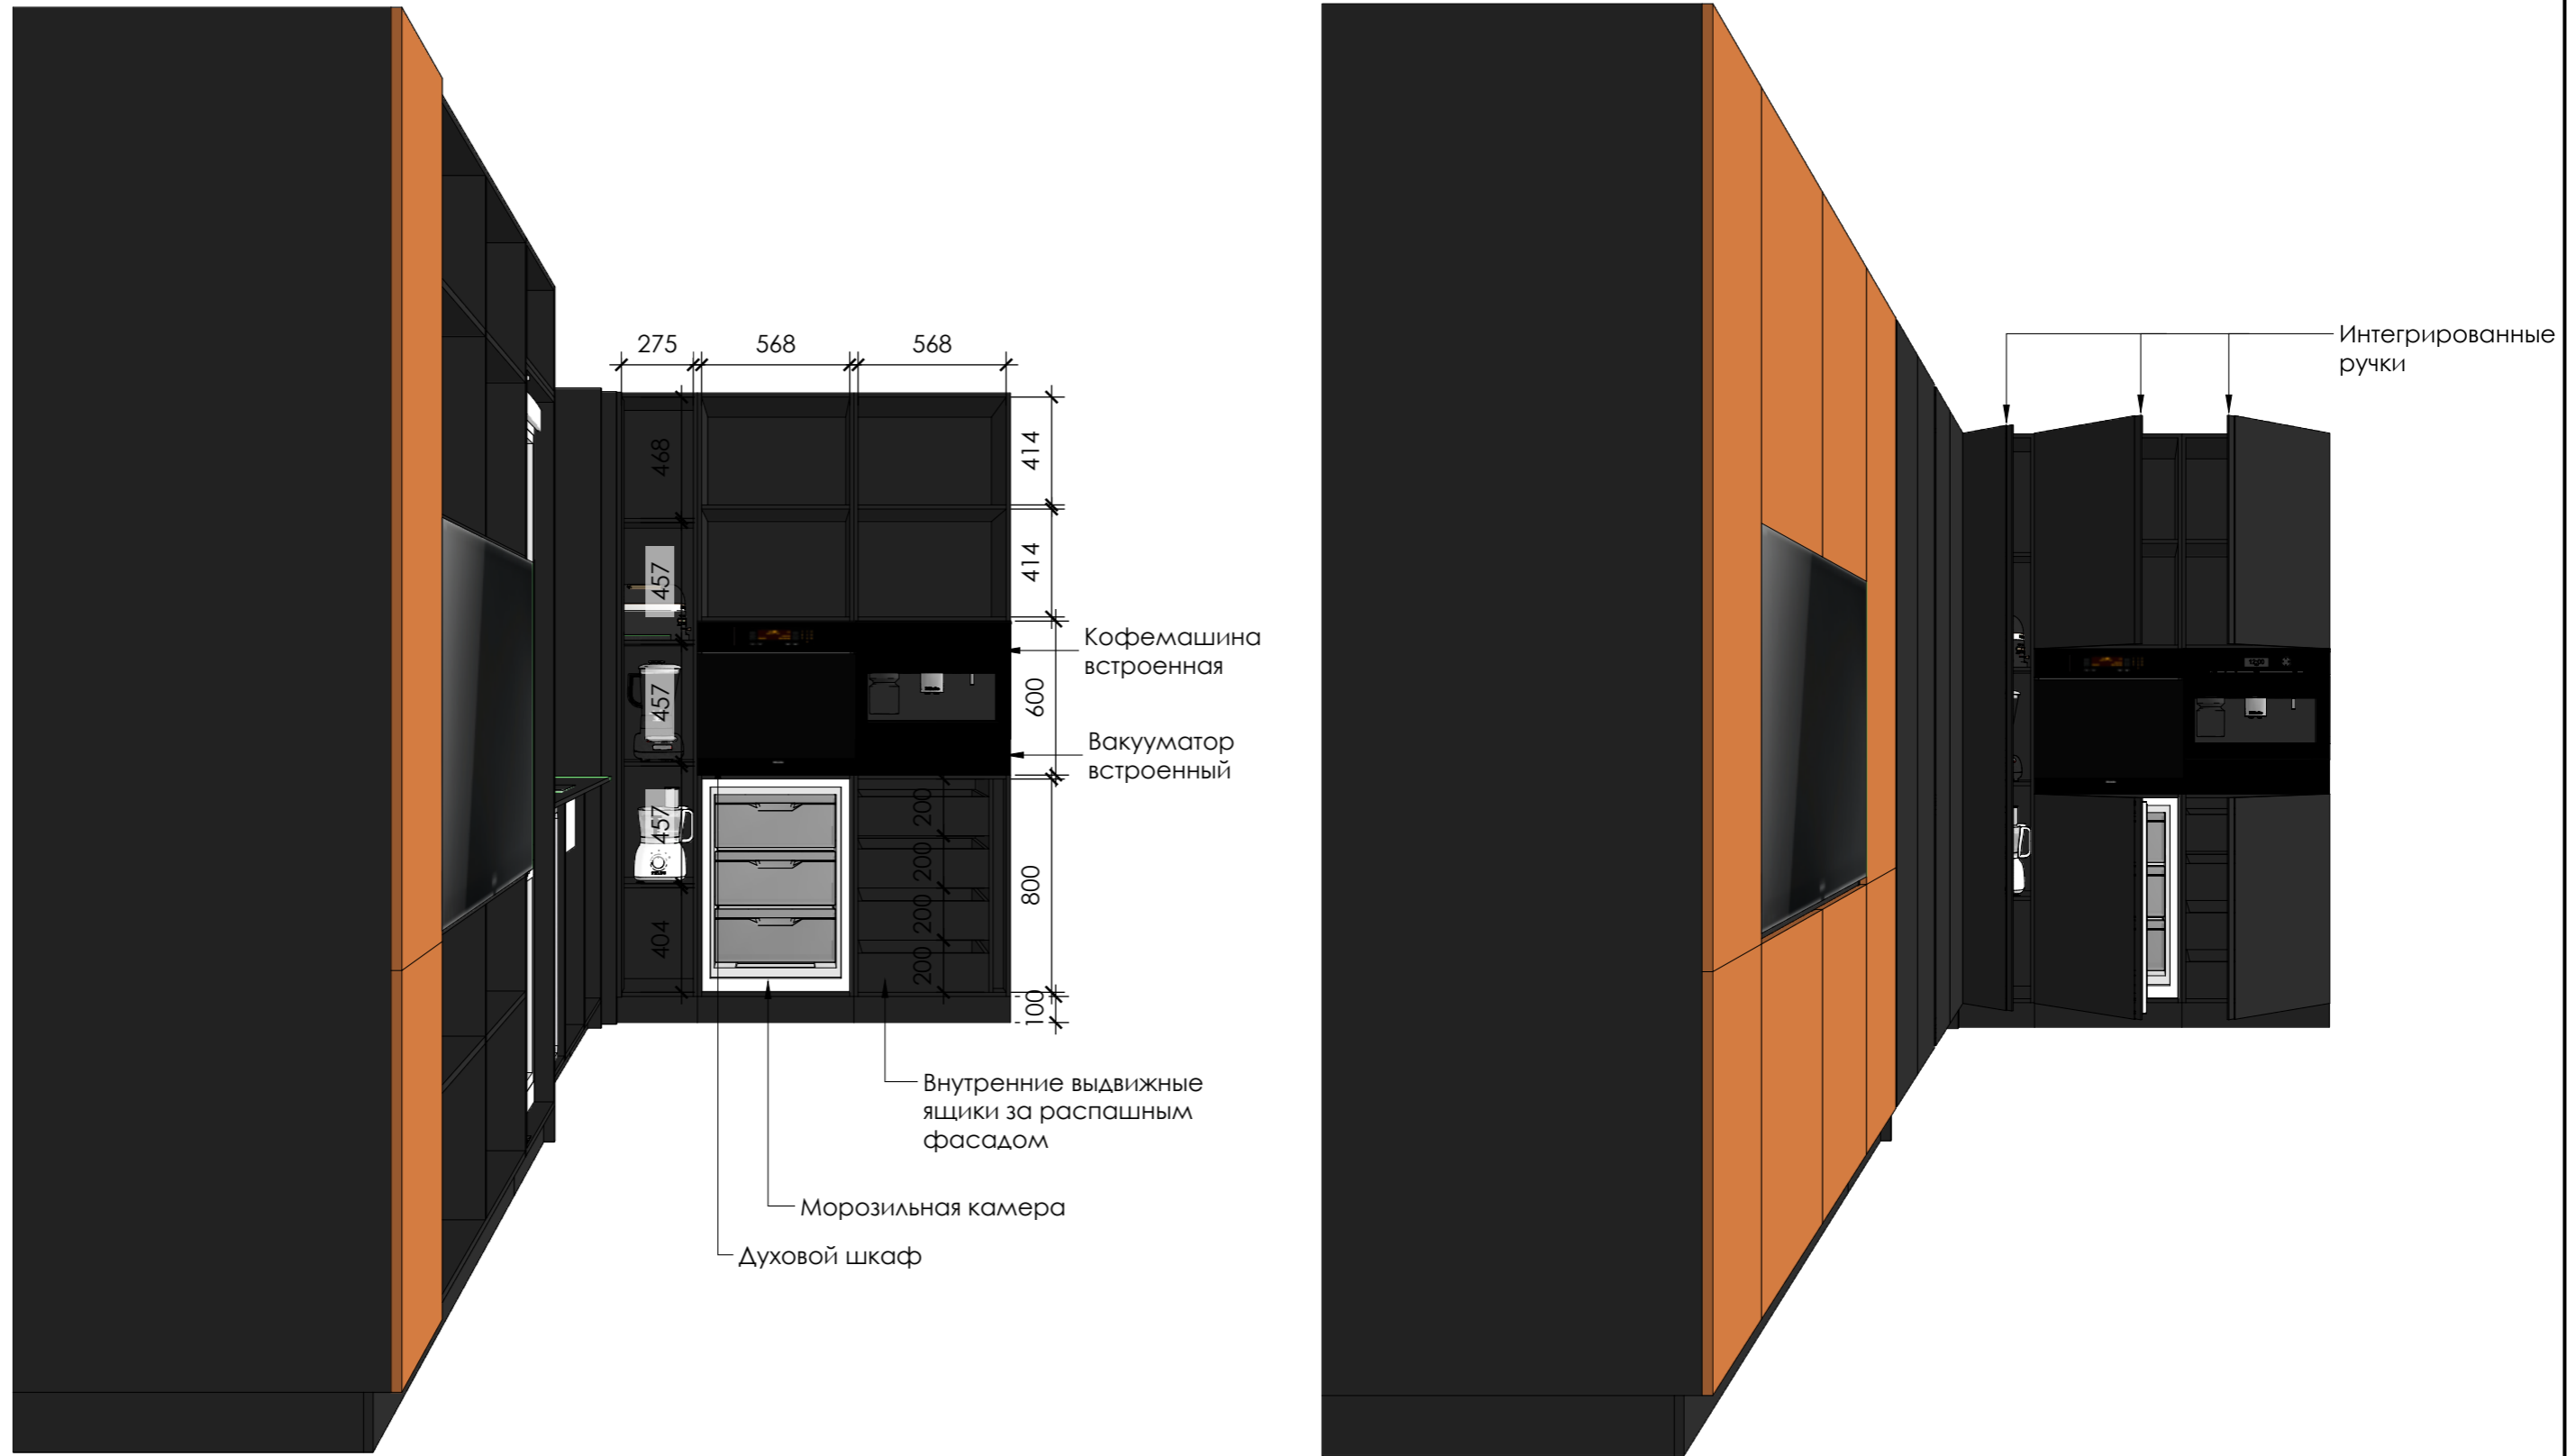 275
568
568
468
457
457
457
404
414
414
600
800
100
200
200
200
200
Кофемашина
встроенная
Вакууматор
встроенный
Внутренние выдвижные
ящики за распашным
фасадом
Морозильная камера
Духовой шкаф
Интегрированные
ручки